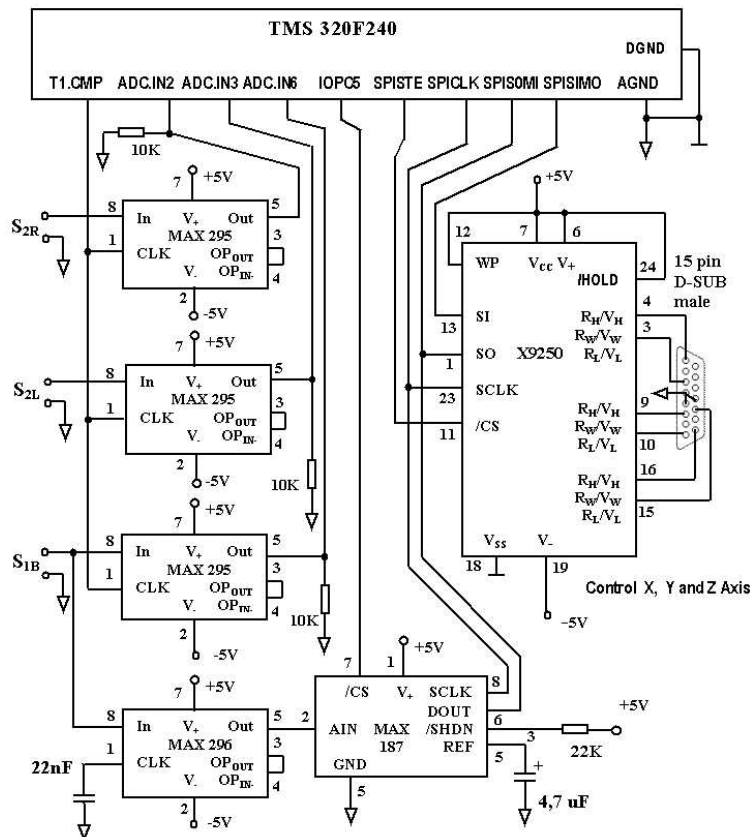 TMS 320F240
DGND
T1.CMP ADC.IN2 ADC.IN3 ADC.IN6 IOPC5 SPISTE SPICLK SPISOMI SPISIMO AGND
10K
+5V
7
S2R
8 In V+ Out 5
1 CLK MAX 295 3
OPOUT
V- OPIN- 4
2
-5V
+5V
7
S2L
8 In V+ Out 5
1 CLK MAX 295 3
OPOUT
V- OPIN- 4
2
-5V
10K
+5V
7
S1B
8 In V+ Out 5
1 CLK MAX 295 3
OPOUT
V- OPIN- 4
2
-5V
10K
+5V
7
8 In V+ Out 5
1 CLK MAX 296 3
OPOUT
V- OPIN- 4
2
-5V
22nF
+5V
12 7 6
WP VCC V+ /HOLD 24
15 pin
D-SUB
male
13 SI RH/VH 4
RW/VW 3
1 SO X9250 RL/VL
23 SCLK
RH/VH 9
11 /CS RW/VW
RL/VL 10
RH/VH 16
RW/VW
RL/VL 15
VSS V-
18 19
-5V
Control X, Y and Z Axis
+5V
7 1
/CS V+ SCLK 8
DOUT
2 AIN MAX /SHDN 6
187 REF 3
GND 5
5
22K
+5V
+
4,7 uF